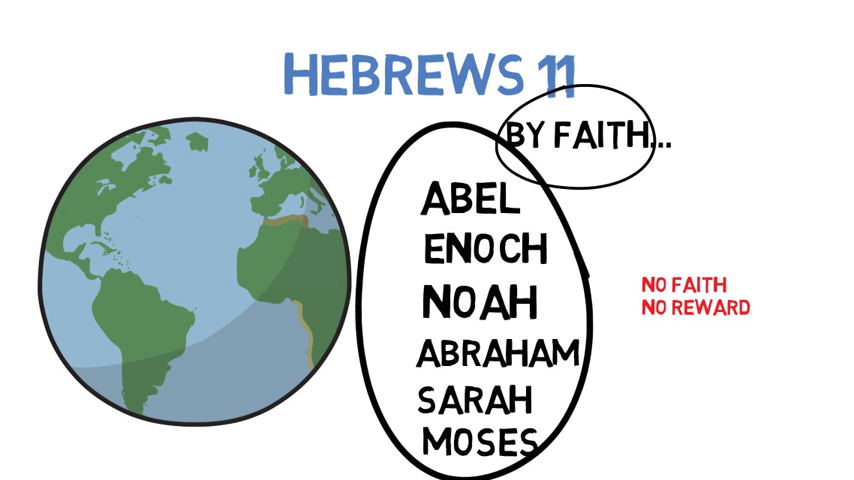 HEBREWS 11
BY FAITH...
ABEL
ENOCH
NOAH
ABRAHAM
SARAH
MOSES
NO FAITH
NO REWARD